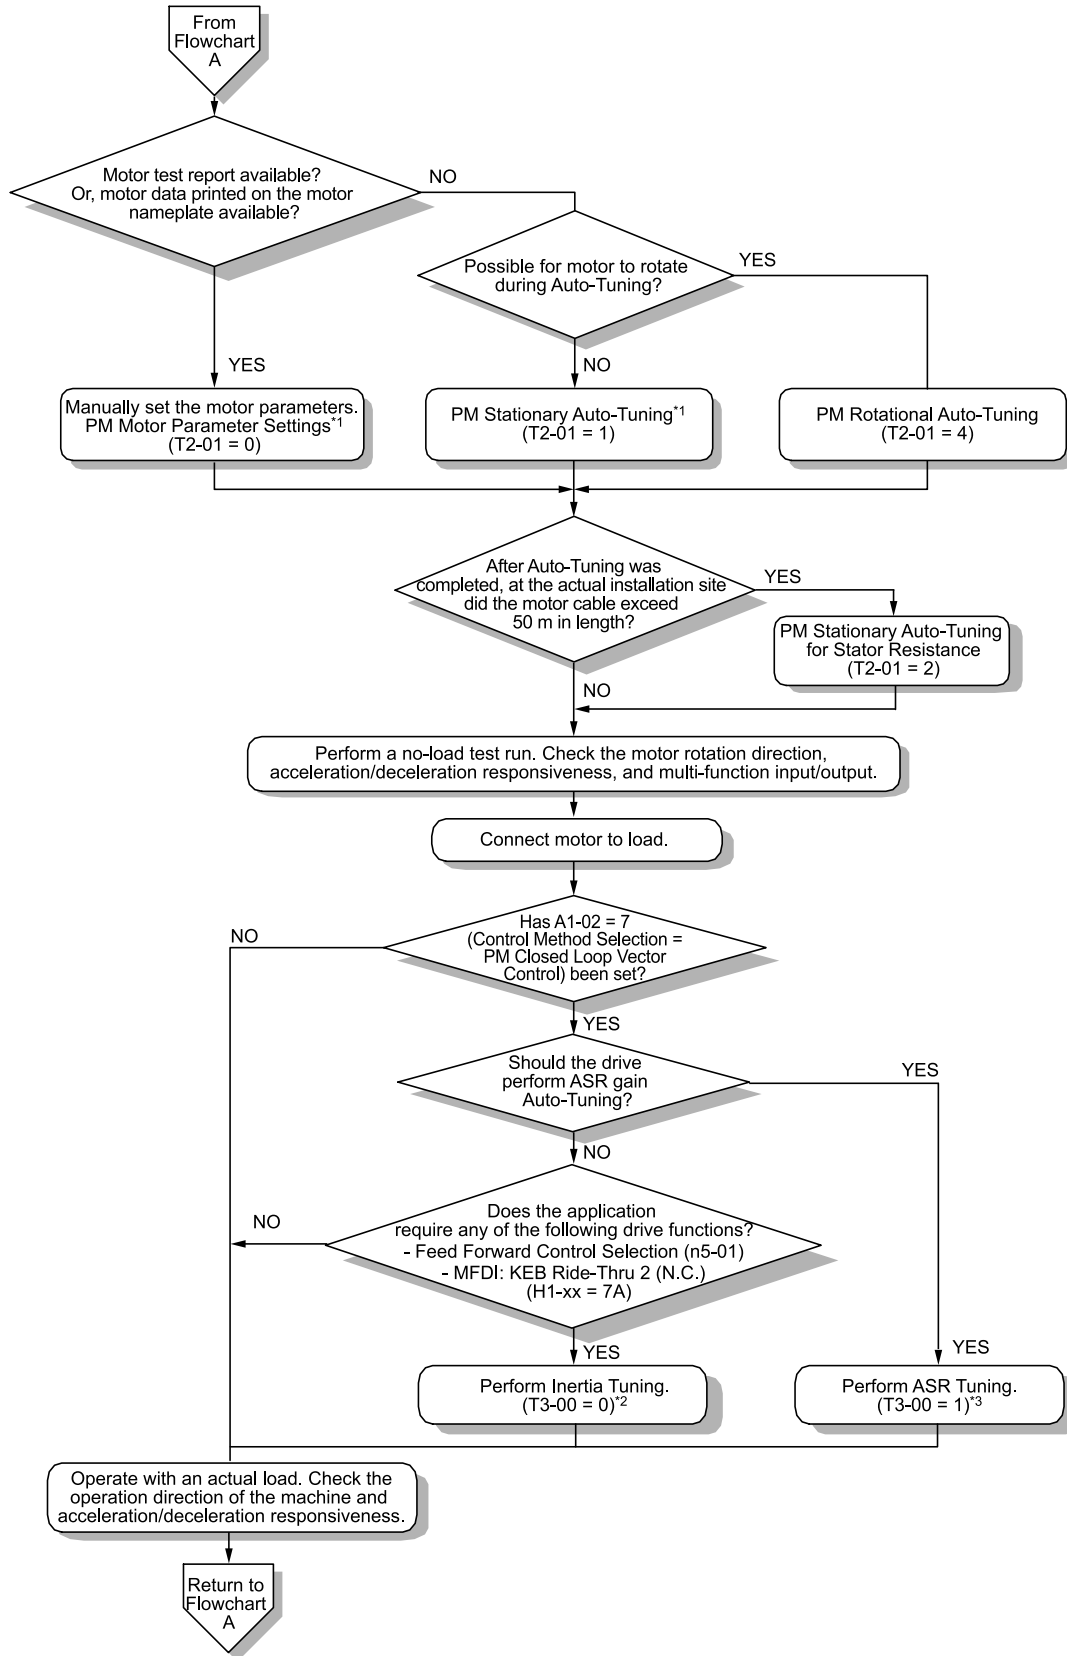 From
Flowchart
A
Motor test report available?
Or, motor data printed on the motor
nameplate available?
NO
Possible for motor to rotate
during Auto-Tuning?
YES
YES
NO
Manually set the motor parameters.
PM Motor Parameter Settings*1
(T2-01 = 0)
PM Stationary Auto-Tuning*1
(T2-01 = 1)
PM Rotational Auto-Tuning
(T2-01 = 4)
After Auto-Tuning was
completed, at the actual installation site
did the motor cable exceed
50 m in length?
YES
PM Stationary Auto-Tuning
for Stator Resistance
(T2-01 = 2)
NO
Perform a no-load test run. Check the motor rotation direction,
acceleration/deceleration responsiveness, and multi-function input/output.
Connect motor to load.
Has A1-02 = 7
(Control Method Selection =
PM Closed Loop Vector
Control) been set?
NO
YES
Should the drive
perform ASR gain
Auto-Tuning?
YES
NO
Does the application
require any of the following drive functions?
- Feed Forward Control Selection (n5-01)
- MFDI: KEB Ride-Thru 2 (N.C.)
(H1-xx = 7A)
NO
YES
YES
Perform Inertia Tuning.
(T3-00 = 0)*2
Perform ASR Tuning.
(T3-00 = 1)*3
Operate with an actual load. Check the
operation direction of the machine and
acceleration/deceleration responsiveness.
Return to
Flowchart
A